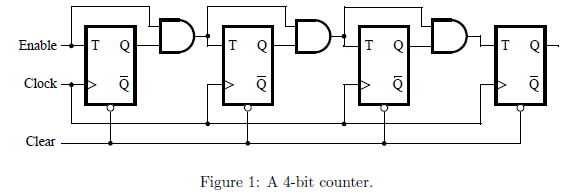 Enable
T Q
T Q
T Q
T Q
Clock
Q̅
Q̅
Q̅
Q̅
Clear
Figure 1: A 4-bit counter.